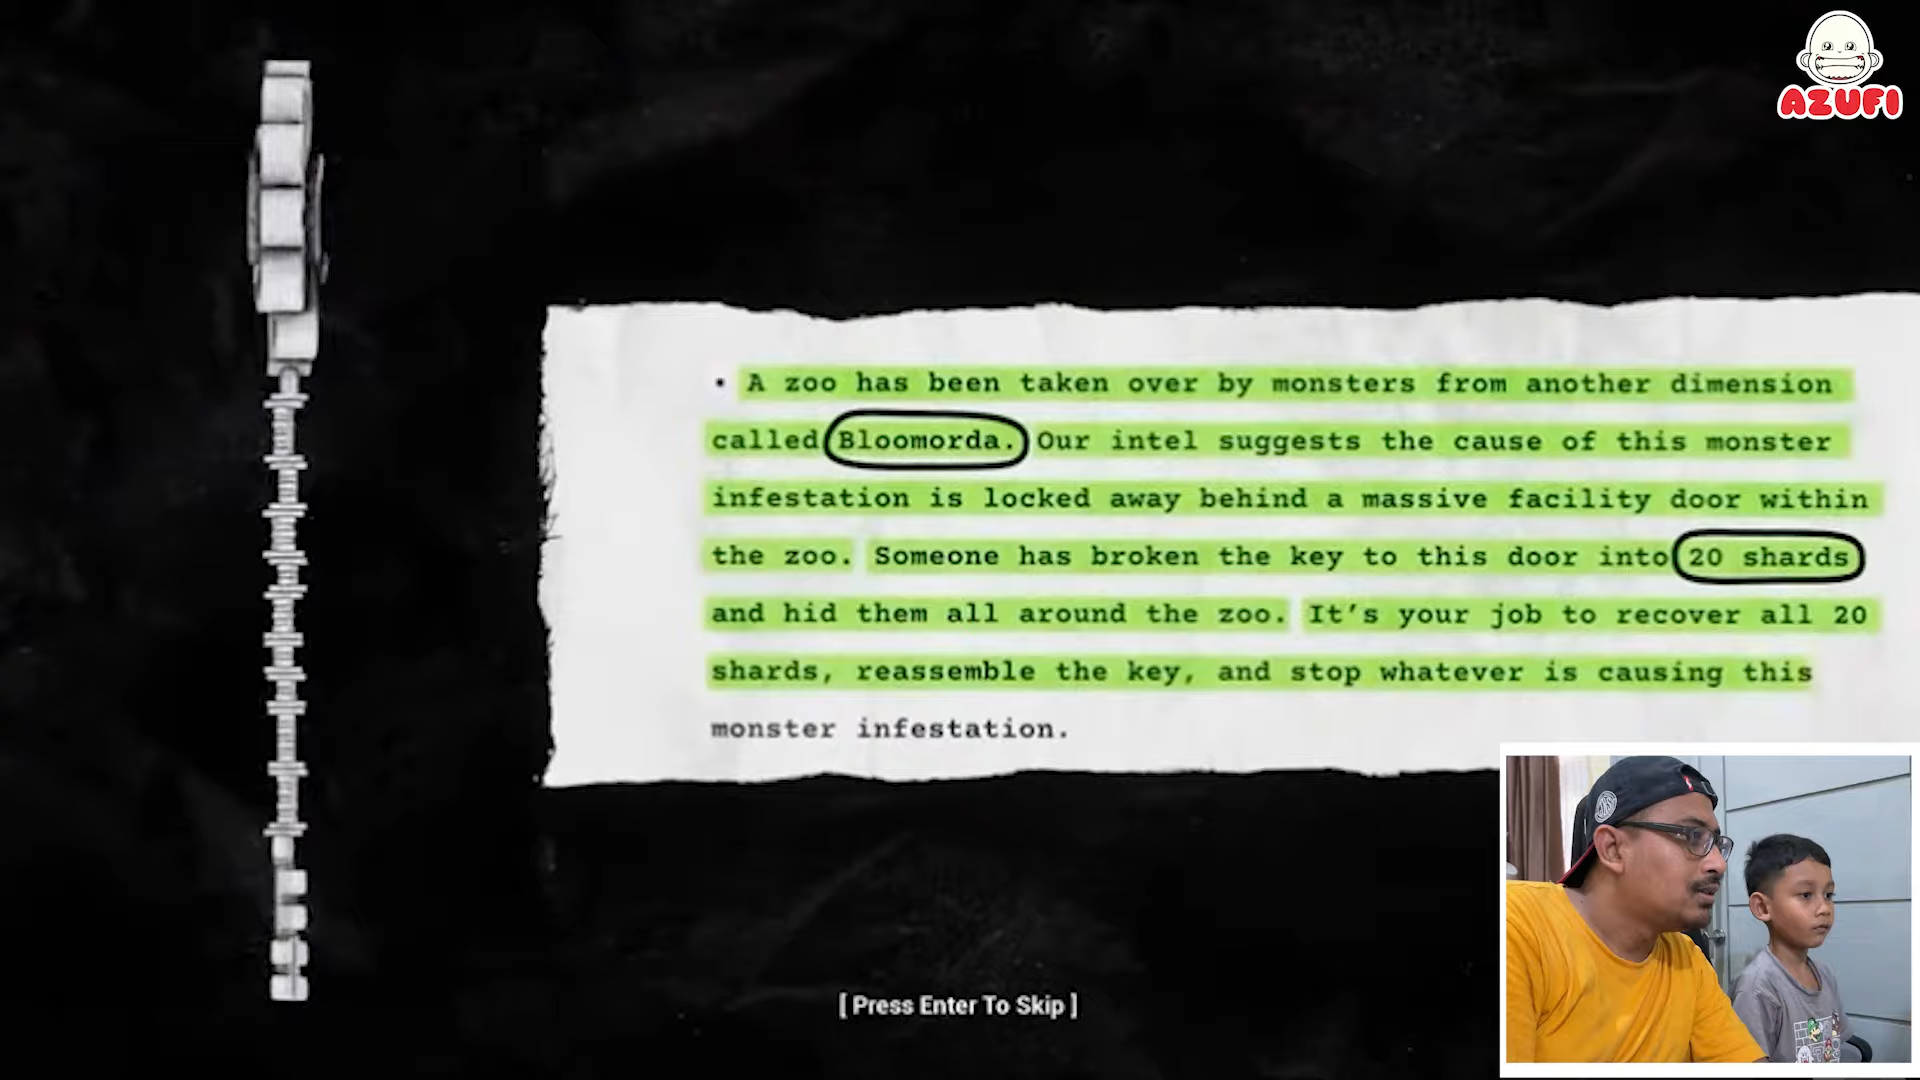 AZUFI
• A zoo has been taken over by monsters from another dimension
called Bloomorda. Our intel suggests the cause of this monster
infestation is locked away behind a massive facility door within
the zoo. Someone has broken the key to this door into 20 shards
and hid them all around the zoo. It's your job to recover all 20
shards, reassemble the key, and stop whatever is causing this
monster infestation.
[ Press Enter To Skip ]